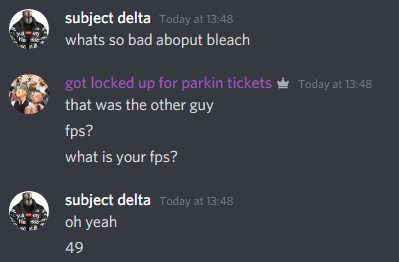 subject delta Today at 13:48
whats so bad aboput bleach
got locked up for parkin tickets Today at 13:48
that was the other guy
fps?
what is your fps?
subject delta Today at 13:48
oh yeah
49